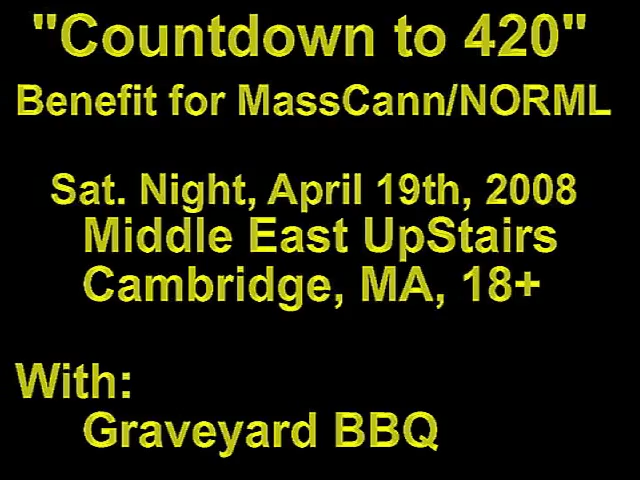 "Countdown to 420"
Benefit for MassCann/NORML
Sat. Night, April 19th, 2008
Middle East UpStairs
Cambridge, MA, 18+
With:
Graveyard BBQ